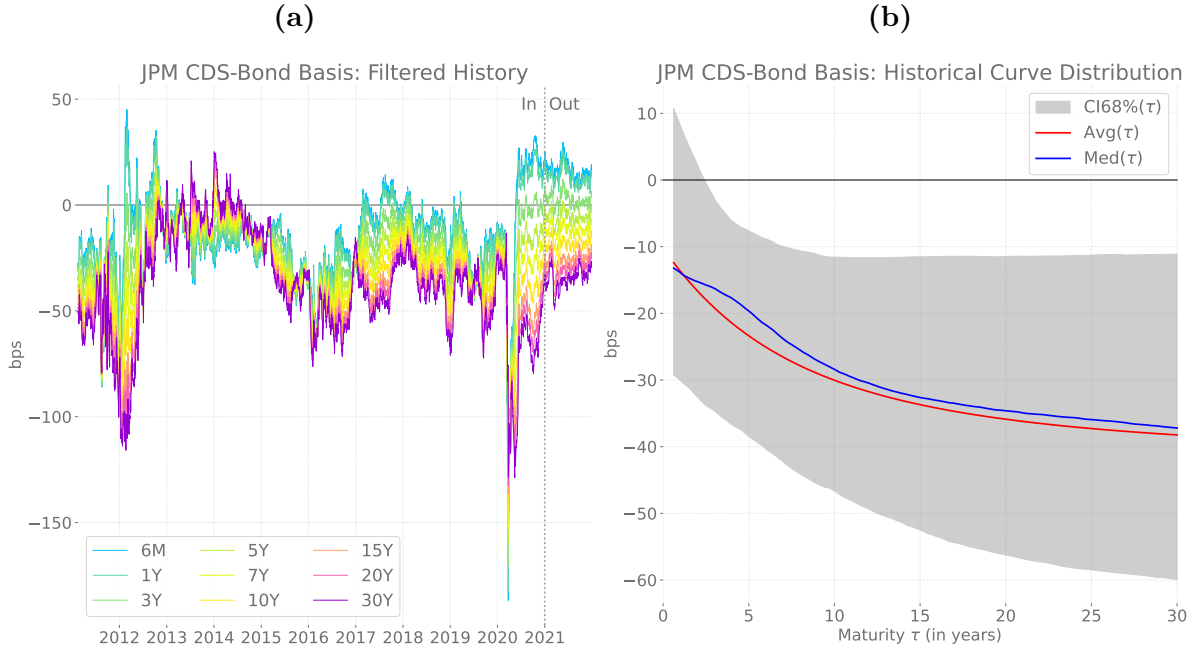 (a)
JPM CDS-Bond Basis: Filtered History
50
0
−50
−100
−150
bps
In
Out
6M
1Y
3Y
5Y
7Y
10Y
15Y
20Y
30Y
2012 2013 2014 2015 2016 2017 2018 2019 2020 2021
(b)
JPM CDS-Bond Basis: Historical Curve Distribution
10
0
−10
−20
−30
−40
−50
−60
bps
CI68%(τ)
Avg(τ)
Med(τ)
0 5 10 15 20 25 30
Maturity τ (in years)